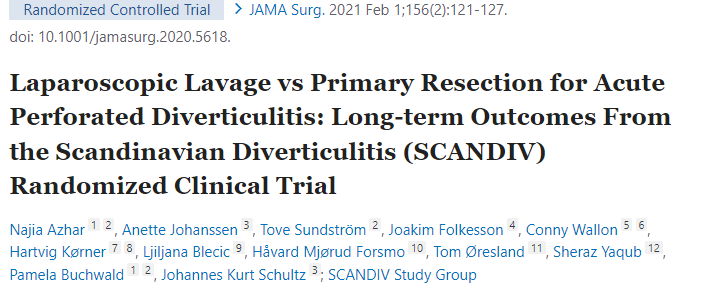 Randomized Controlled Trial > JAMA Surg. 2021 Feb 1;156(2):121-127.
doi: 10.1001/jamasurg.2020.5618.
Laparoscopic Lavage vs Primary Resection for Acute
Perforated Diverticulitis: Long-term Outcomes From
the Scandinavian Diverticulitis (SCANDIV)
Randomized Clinical Trial
Najia Azhar 1 2, Anette Johanssen 3, Tove Sundström 2, Joakim Folkesson 4, Conny Wallon 5 6,
Hartvig Kørner 7 8, Ljiljana Blecic 9, Håvard Mjørud Forsmo 10, Tom Øresland 11, Sheraz Yaqub 12,
Pamela Buchwald 1 2, Johannes Kurt Schultz 3; SCANDIV Study Group